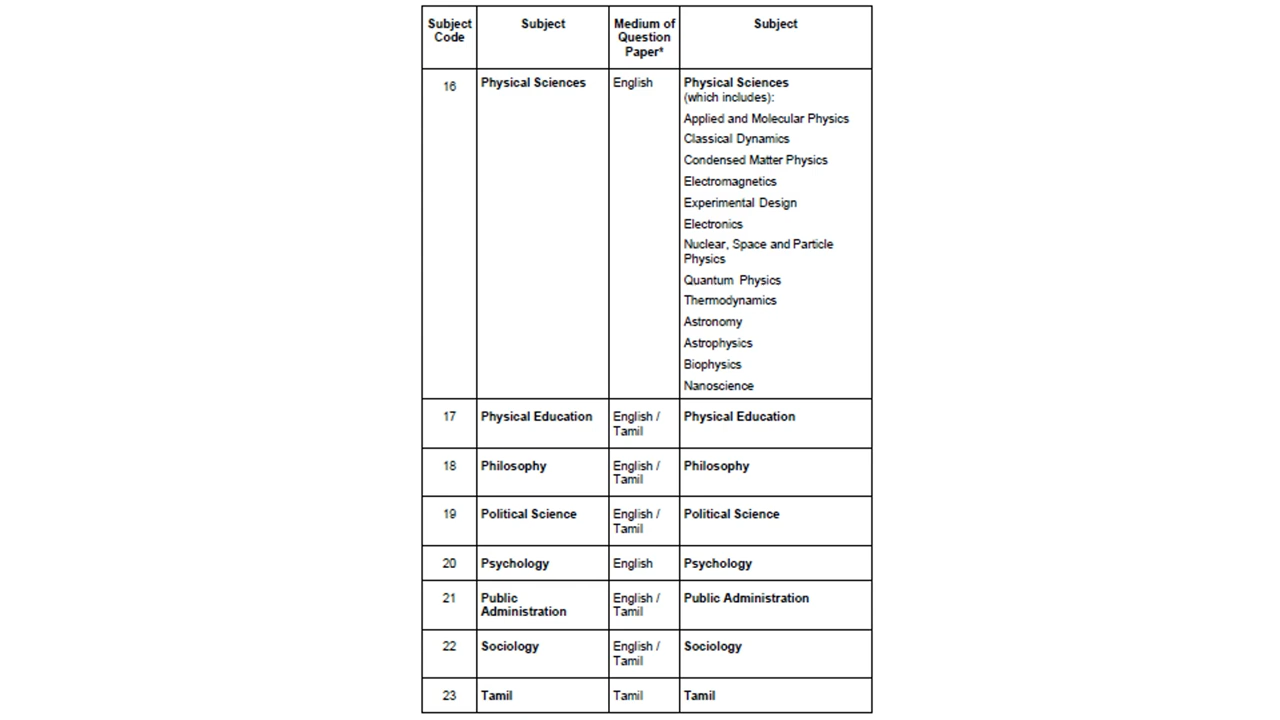 Subject Code Subject Medium of Question Paper* Subject
16 Physical Sciences English Physical Sciences
(which includes):
Applied and Molecular Physics
Classical Dynamics
Condensed Matter Physics
Electromagnetics
Experimental Design
Electronics
Nuclear, Space and Particle
Physics
Quantum Physics
Thermodynamics
Astronomy
Astrophysics
Biophysics
Nanoscience
17 Physical Education English / Tamil Physical Education
18 Philosophy English / Tamil Philosophy
19 Political Science English / Tamil Political Science
20 Psychology English Psychology
21 Public Administration English / Tamil Public Administration
22 Sociology English / Tamil Sociology
23 Tamil Tamil Tamil